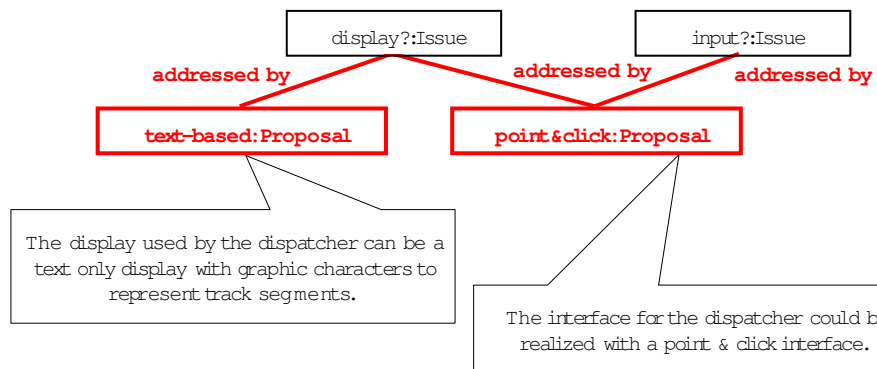 display?:Issue
input?:Issue
addressed by
addressed by
addressed by
text-based:Proposal
point&click:Proposal
The display used by the dispatcher can be a
text only display with graphic characters to
represent track segments.
The interface for the dispatcher could b
realized with a point & click interface.